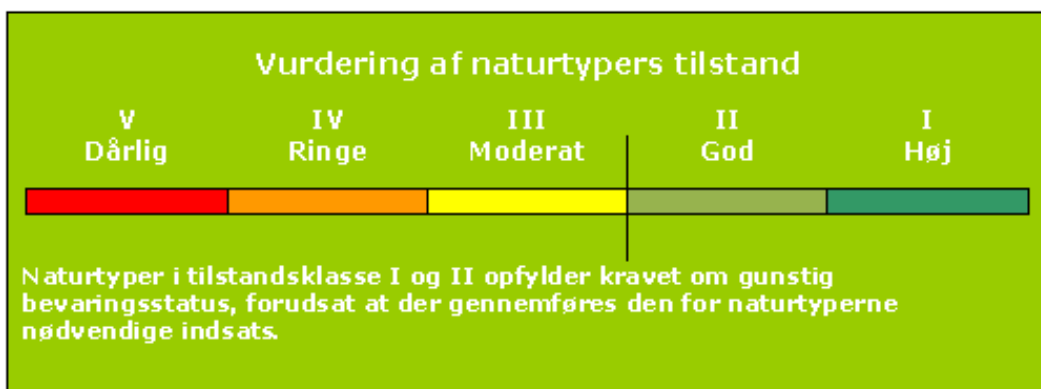 Vurdering af naturtypers tilstand
V IV III II I
Dårlig Ringe Moderat God Høj
Naturtyper i tilstandsklasse I og II opfylder kravet om gunstig
bevaringsstatus, forudsat at der gennemføres den for naturtyperne
nødvendige indsats.